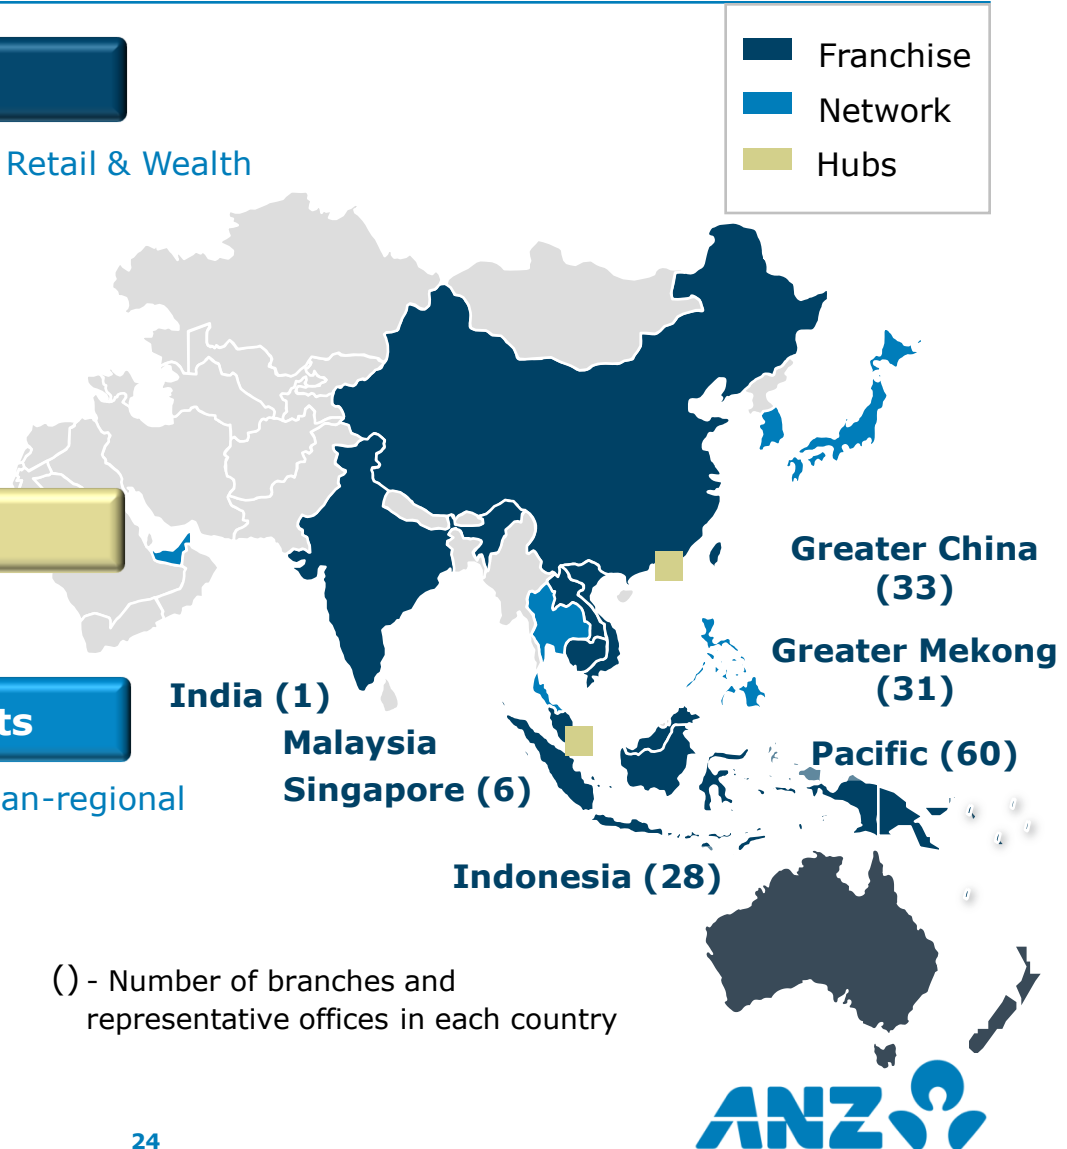 Franchise
Network
Hubs
Retail & Wealth
Greater China
(33)
Greater Mekong
(31)
India (1)
Malaysia
Singapore (6)
ts
Pacific (60)
an-regional
Indonesia (28)
() - Number of branches and
representative offices in each country
ANZ
24